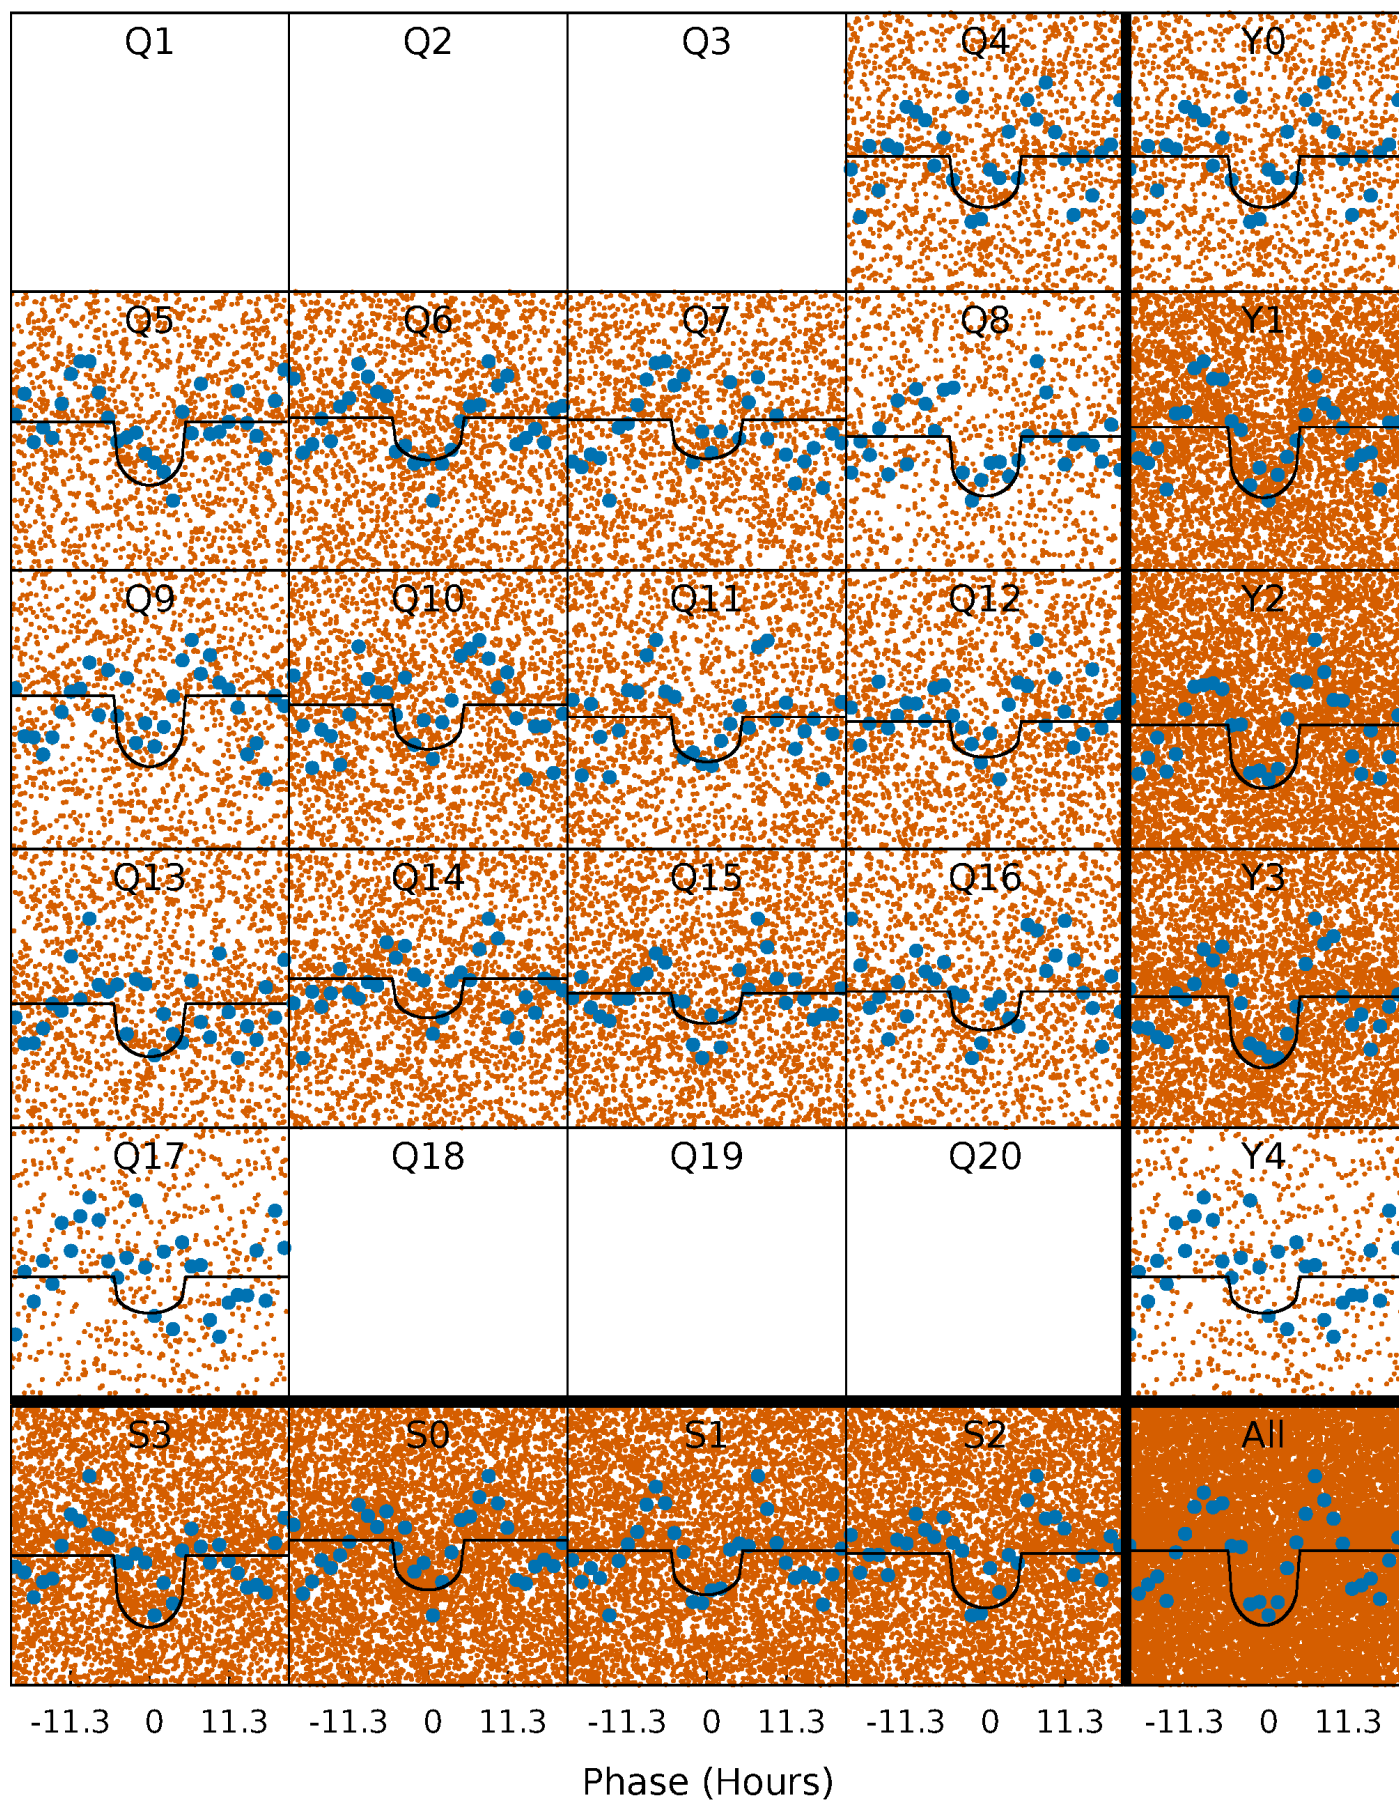 Q1 Q2 Q3 Q4 Y0
Q5 Q6 Q7 Q8 Y1
Q9 Q10 Q11 Q12 Y2
Q13 Q14 Q15 Q16 Y3
Q17 Q18 Q19 Q20 Y4
S3 S0 S1 S2 All
-11.3 0 11.3 -11.3 0 11.3 -11.3 0 11.3 -11.3 0 11.3 -11.3 0 11.3
Phase (Hours)